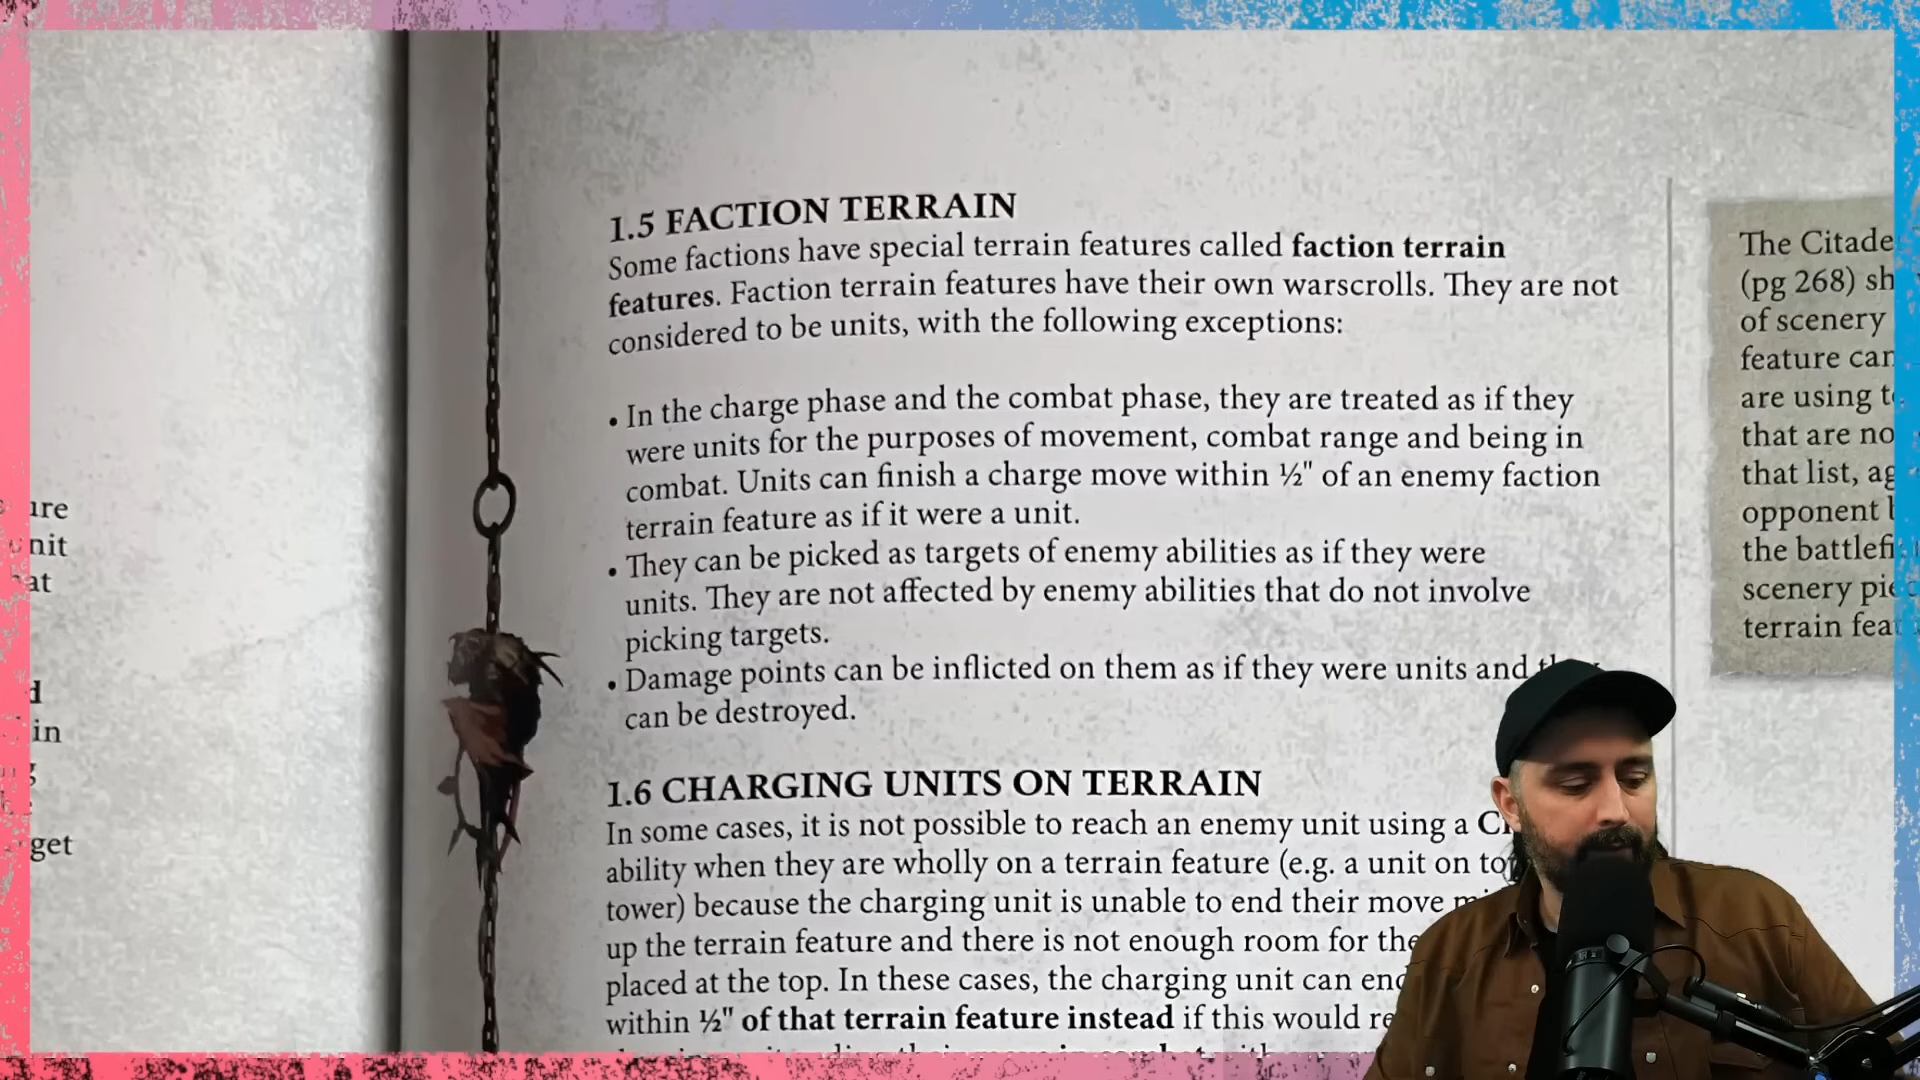 nit
at
in
get
1.5 FACTION TERRAIN
Some factions have special terrain features called faction terrain
features. Faction terrain features have their own warscrolls. They are not
considered to be units, with the following exceptions:
• In the charge phase and the combat phase, they are treated as if they
were units for the purposes of movement, combat range and being in
combat. Units can finish a charge move within ½" of an enemy faction
terrain feature as if it were a unit.
• They can be picked as targets of enemy abilities as if they were
units. They are not affected by enemy abilities that do not involve
picking targets.
• Damage points can be inflicted on them as if they were units and
can be destroyed.
1.6 CHARGING UNITS ON TERRAIN
In some cases, it is not possible to reach an enemy unit using a
ability when they are wholly on a terrain feature (e.g. a unit on
tower) because the charging unit is unable to end their move
up the terrain feature and there is not enough room for the
placed at the top. In these cases, the charging unit can
within ½" of that terrain feature instead if this would
The Citade
(pg 268) sh
of scenery
feature can
are using
that are no
that list, ag
opponent
the battlefi
scenery
terrain fea